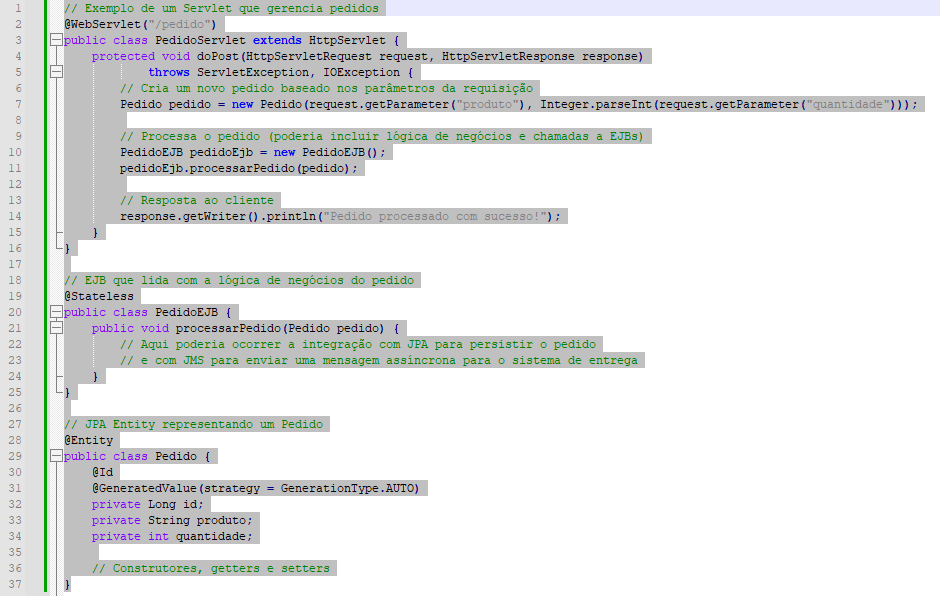 1 // Exemplo de um Servlet que gerencia pedidos
2 @WebServlet("/pedido")
3 public class PedidoServlet extends HttpServlet {
4     protected void doPost(HttpServletRequest request, HttpServletResponse response)
5             throws ServletException, IOException {
6         // Cria um novo pedido baseado nos parâmetros da requisição
7         Pedido pedido = new Pedido(request.getParameter("produto"), Integer.parseInt(request.getParameter("quantidade")));
8
9         // Processa o pedido (poderia incluir lógica de negócios e chamadas a EJBs)
10         PedidoEJB pedidoEjb = new PedidoEJB();
11         pedidoEjb.processarPedido(pedido);
12
13         // Resposta ao cliente
14         response.getWriter().println("Pedido processado com sucesso!");
15     }
16 }
17
18 // EJB que lida com a lógica de negócios do pedido
19 @Stateless
20 public class PedidoEJB {
21     public void processarPedido(Pedido pedido) {
22         // Aqui poderia ocorrer a integração com JPA para persistir o pedido
23         // e com JMS para enviar uma mensagem assíncrona para o sistema de entrega
24     }
25 }
26
27 // JPA Entity representando um Pedido
28 @Entity
29 public class Pedido {
30     @Id
31     @GeneratedValue(strategy = GenerationType.AUTO)
32     private Long id;
33     private String produto;
34     private int quantidade;
35
36     // Construtores, getters e setters
37 }